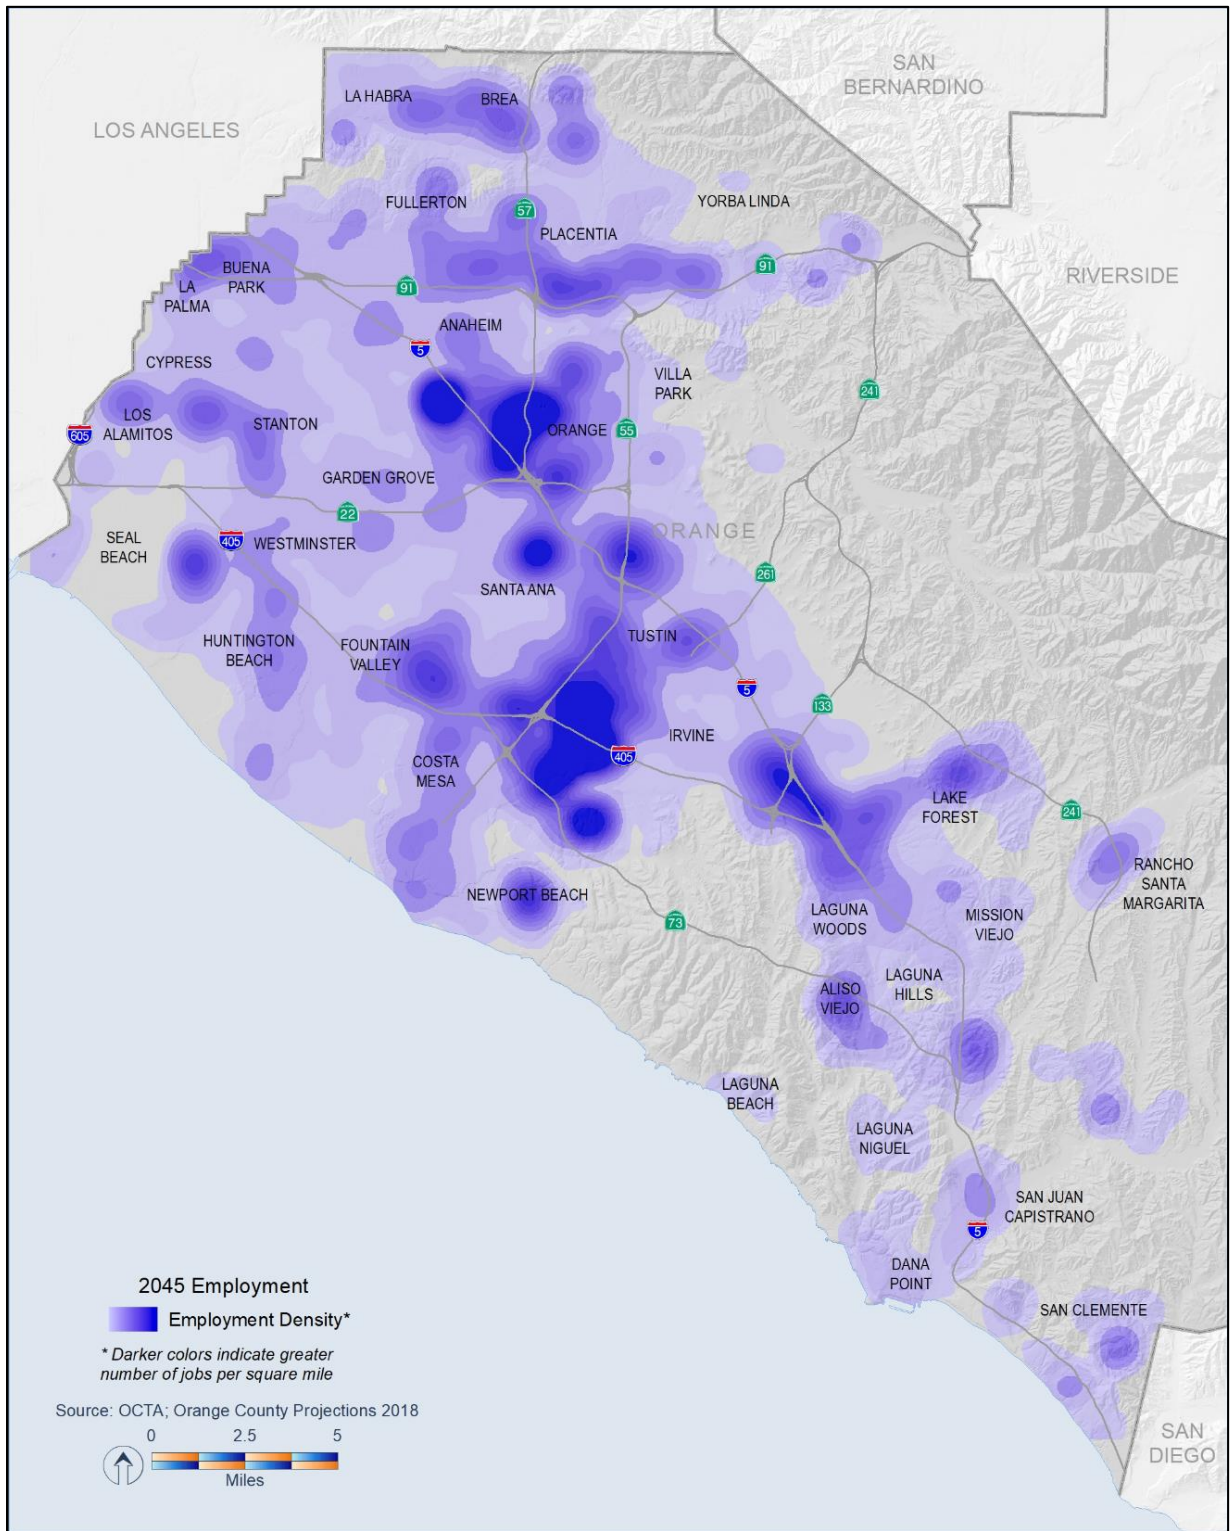 SAN
BERNARDINO
LOS ANGELES
LA HABRA
BREA
FULLERTON
57
YORBA LINDA
PLACENTIA
BUENA
PARK
91
91
RIVERSIDE
LA
PALMA
ANAHEIM
5
CYPRESS
VILLA
PARK
241
LOS
ALAMITOS
605
STANTON
ORANGE
55
GARDEN GROVE
22
SEAL
BEACH
405
WESTMINSTER
ORANGE
261
SANTA ANA
TUSTIN
HUNTINGTON
BEACH
FOUNTAIN
VALLEY
5
133
IRVINE
405
COSTA
MESA
LAKE
FOREST
241
RANCHO
SANTA
MARGARITA
NEWPORT BEACH
73
LAGUNA
WOODS
MISSION
VIEJO
LAGUNA
HILLS
ALISO
VIEJO
LAGUNA
BEACH
LAGUNA
NIGUEL
SAN JUAN
CAPISTRANO
5
DANA
POINT
SAN CLEMENTE
SAN
DIEGO
2045 Employment
Employment Density*
* Darker colors indicate greater
number of jobs per square mile
Source: OCTA; Orange County Projections 2018
0 2.5 5
Miles